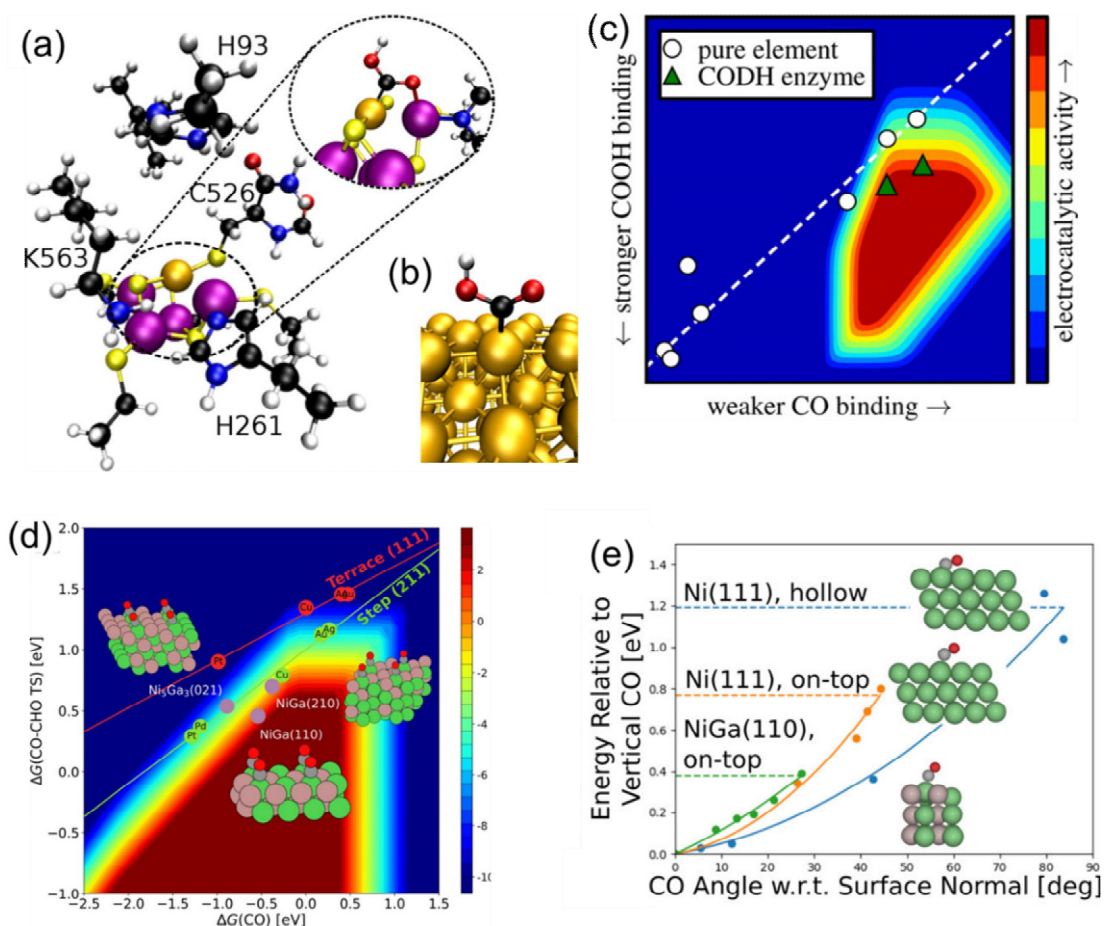 (a)
H93
C526
K563
H261
(b)
(c)
pure element
CODH enzyme
← stronger COOH binding
weaker CO binding →
electrocatalytic activity →
(d)
ΔG(CO-CHO TS) [eV]
2.0
1.5
1.0
0.5
0.0
-0.5
-1.0
-2.5 -2.0 -1.5 -1.0 -0.5 0.0 0.5 1.0 1.5
ΔG(CO) [eV]
Terrace (111)
Step (211)
Cu
Au
Pt
Ag
Au
Cu
Pd
Pt
Ni₅Ga₃(021)
NiGa(210)
NiGa(110)
2
0
-2
-4
-6
-8
-10
(e)
Energy Relative to
Vertical CO [eV]
1.4
1.2
1.0
0.8
0.6
0.4
0.2
0.0
Ni(111), hollow
Ni(111), on-top
NiGa(110),
on-top
0 10 20 30 40 50 60 70 80 90
CO Angle w.r.t. Surface Normal [deg]